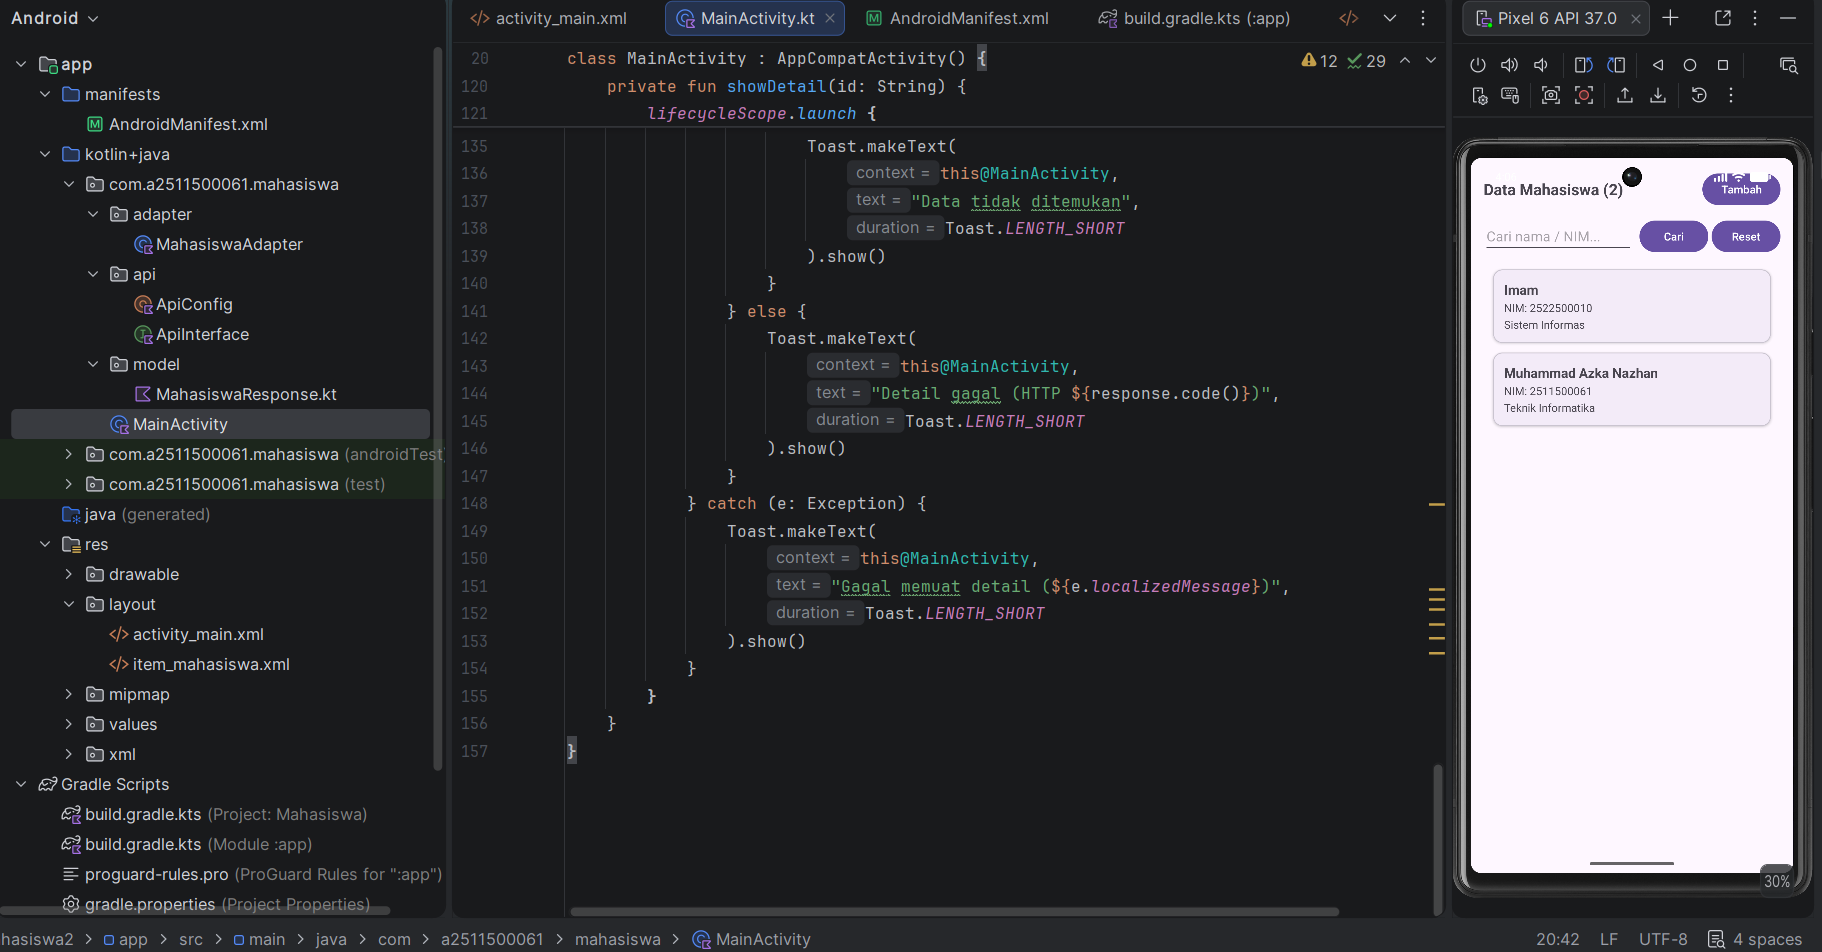 Android
activity_main.xml
MainActivity.kt
AndroidManifest.xml
build.gradle.kts (:app)
Pixel 6 API 37.0
app
manifests
AndroidManifest.xml
kotlin+java
com.a2511500061.mahasiswa
adapter
MahasiswaAdapter
api
ApiConfig
ApiInterface
model
MahasiswaResponse.kt
MainActivity
com.a2511500061.mahasiswa (androidTest)
com.a2511500061.mahasiswa (test)
java (generated)
res
drawable
layout
activity_main.xml
item_mahasiswa.xml
mipmap
values
xml
Gradle Scripts
build.gradle.kts (Project: Mahasiswa)
build.gradle.kts (Module :app)
proguard-rules.pro (ProGuard Rules for ":app")
gradle.properties (Project Properties)
12 29
20 class MainActivity : AppCompatActivity() {
120 private fun showDetail(id: String) {
121 lifecycleScope.launch {
135 Toast.makeText(
136 context = this@MainActivity,
137 text = "Data tidak ditemukan",
138 duration = Toast.LENGTH_SHORT
139 ).show()
140 }
141 } else {
142 Toast.makeText(
143 context = this@MainActivity,
144 text = "Detail gagal (HTTP ${response.code()})",
145 duration = Toast.LENGTH_SHORT
146 ).show()
147 }
148 } catch (e: Exception) {
149 Toast.makeText(
150 context = this@MainActivity,
151 text = "Gagal memuat detail (${e.localizedMessage})",
152 duration = Toast.LENGTH_SHORT
153 ).show()
154 }
155 }
156 }
157 }
Data Mahasiswa (2)
Tambah
Cari nama / NIM...
Cari
Reset
Imam
NIM: 2522500010
Sistem Informas
Muhammad Azka Nazhan
NIM: 2511500061
Teknik Informatika
30%
hasiswa2 > app > src > main > java > com > a2511500061 > mahasiswa > MainActivity
20:42 LF UTF-8 4 spaces